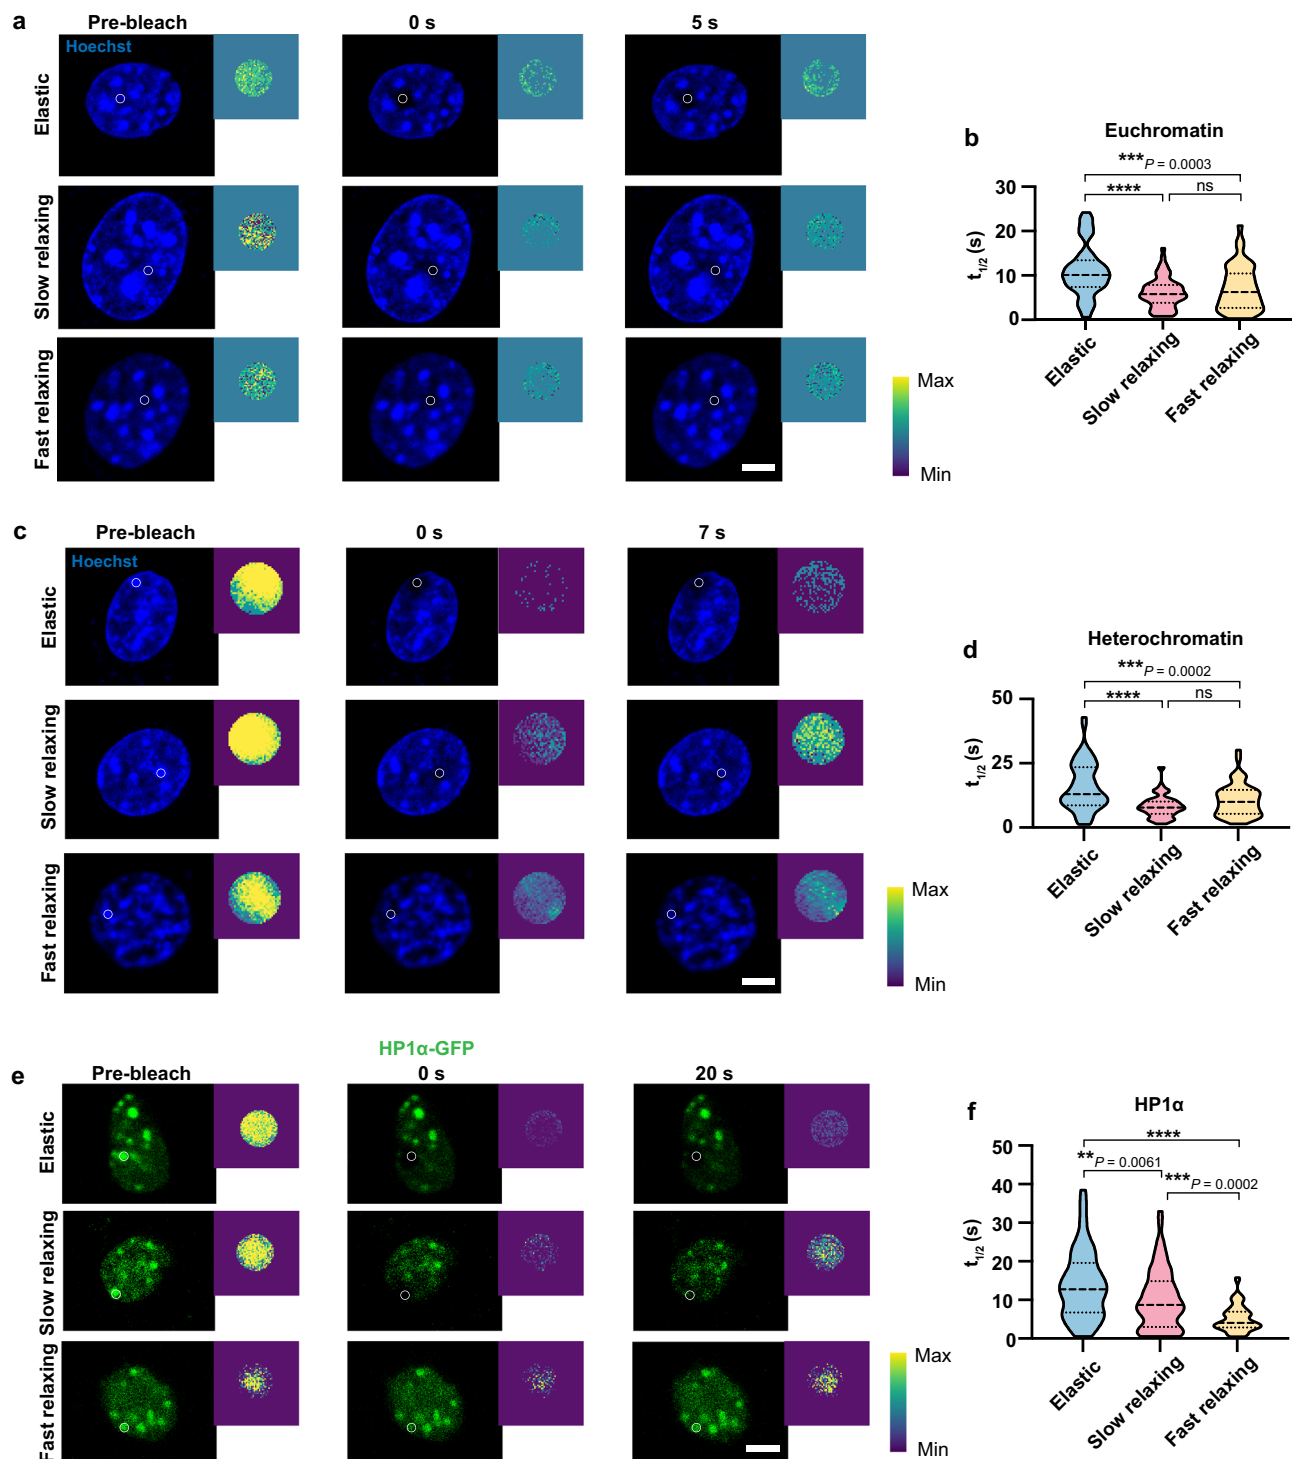 a
Pre-bleach
0 s
5 s
Hoechst
Elastic
Slow relaxing
Fast relaxing
Max
Min
b
Euchromatin
*** P = 0.0003
**** ns
30
20
10
0
t1/2 (s)
Elastic
Slow relaxing
Fast relaxing
c
Pre-bleach
0 s
7 s
Hoechst
Elastic
Slow relaxing
Fast relaxing
Max
Min
d
Heterochromatin
*** P = 0.0002
**** ns
50
25
0
t1/2 (s)
Elastic
Slow relaxing
Fast relaxing
e
HP1α-GFP
Pre-bleach
0 s
20 s
Elastic
Slow relaxing
Fast relaxing
Max
Min
f
HP1α
****
** P = 0.0061
*** P = 0.0002
50
40
30
20
10
0
t1/2 (s)
Elastic
Slow relaxing
Fast relaxing